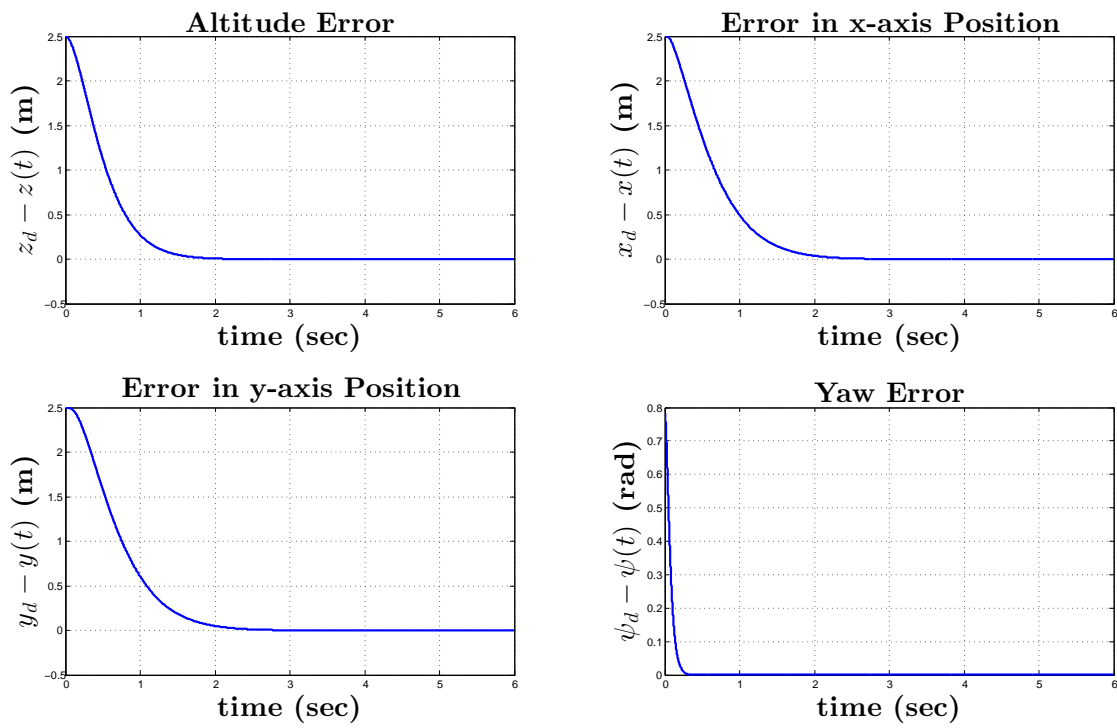 Altitude Error
2.5
2
1.5
1
0.5
0
−0.5
z_d − z(t) (m)
0 1 2 3 4 5 6
time (sec)
Error in x-axis Position
2.5
2
1.5
1
0.5
0
−0.5
x_d − x(t) (m)
0 1 2 3 4 5 6
time (sec)
Error in y-axis Position
2.5
2
1.5
1
0.5
0
−0.5
y_d − y(t) (m)
0 1 2 3 4 5 6
time (sec)
Yaw Error
0.8
0.7
0.6
0.5
0.4
0.3
0.2
0.1
0
ψ_d − ψ(t) (rad)
0 1 2 3 4 5 6
time (sec)